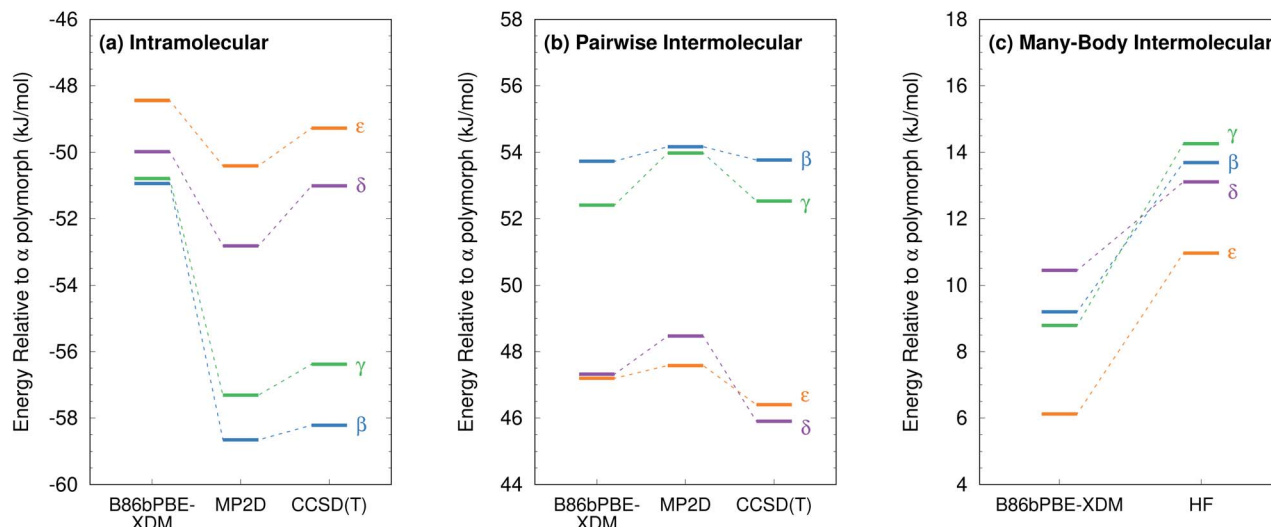 (a) Intramolecular
Energy Relative to α polymorph (kJ/mol)
-46
-48
-50
-52
-54
-56
-58
-60
ε
δ
γ
β
B86bPBE-
XDM
MP2D
CCSD(T)
(b) Pairwise Intermolecular
Energy Relative to α polymorph (kJ/mol)
58
56
54
52
50
48
46
44
β
γ
ε
δ
B86bPBE-
XDM
MP2D
CCSD(T)
(c) Many-Body Intermolecular
Energy Relative to α polymorph (kJ/mol)
18
16
14
12
10
8
6
4
γ
β
δ
ε
B86bPBE-XDM
HF